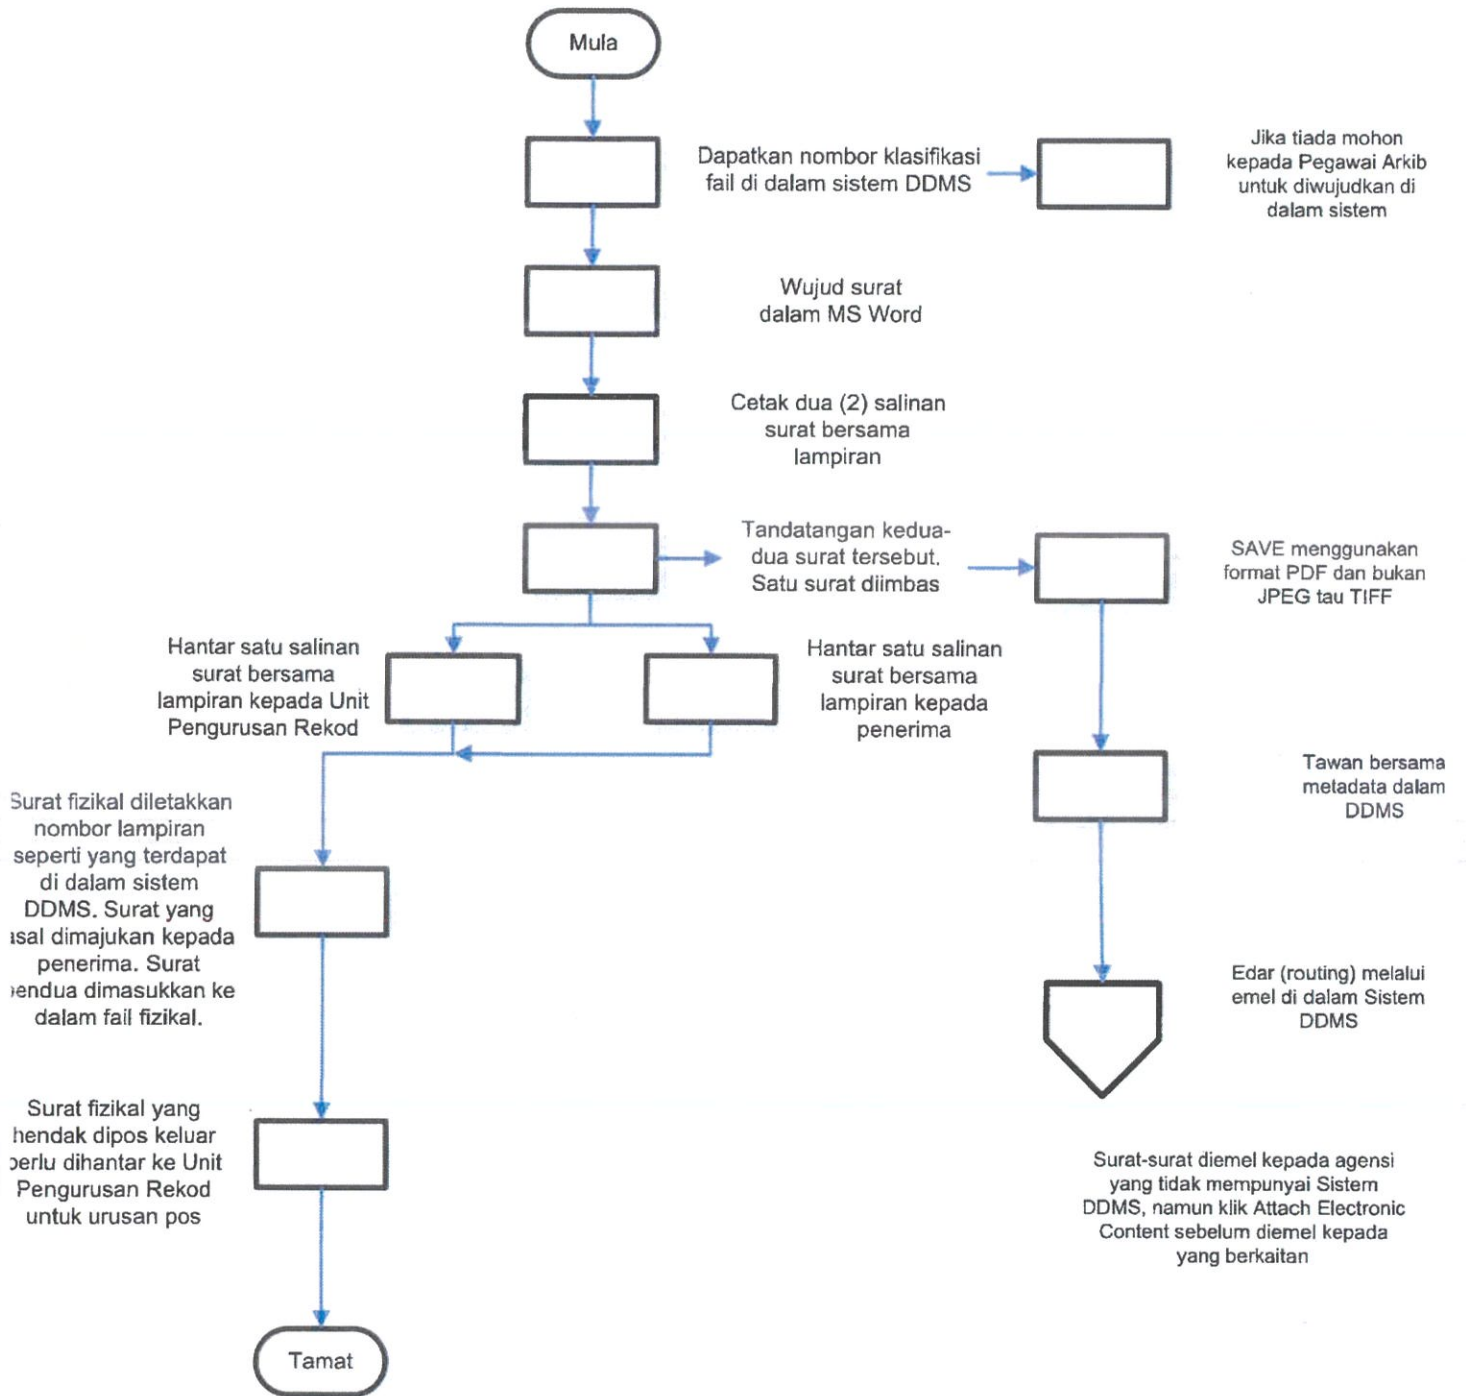 Mula
Dapatkan nombor klasifikasi
fail di dalam sistem DDMS
Jika tiada mohon
kepada Pegawai Arkib
untuk diwujudkan di
dalam sistem
Wujud surat
dalam MS Word
Cetak dua (2) salinan
surat bersama
lampiran
Tandatangan kedua-
dua surat tersebut.
Satu surat diimbas
SAVE menggunakan
format PDF dan bukan
JPEG tau TIFF
Hantar satu salinan
surat bersama
lampiran kepada Unit
Pengurusan Rekod
Hantar satu salinan
surat bersama
lampiran kepada
penerima
Tawan bersama
metadata dalam
DDMS
Surat fizikal diletakkan
nombor lampiran
seperti yang terdapat
di dalam sistem
DDMS. Surat yang
asal dimajukan kepada
penerima. Surat
pendua dimasukkan ke
dalam fail fizikal.
Edar (routing) melalui
emel di dalam Sistem
DDMS
Surat fizikal yang
hendak dipos keluar
perlu dihantar ke Unit
Pengurusan Rekod
untuk urusan pos
Surat-surat diemel kepada agensi
yang tidak mempunyai Sistem
DDMS, namun klik Attach Electronic
Content sebelum diemel kepada
yang berkaitan
Tamat